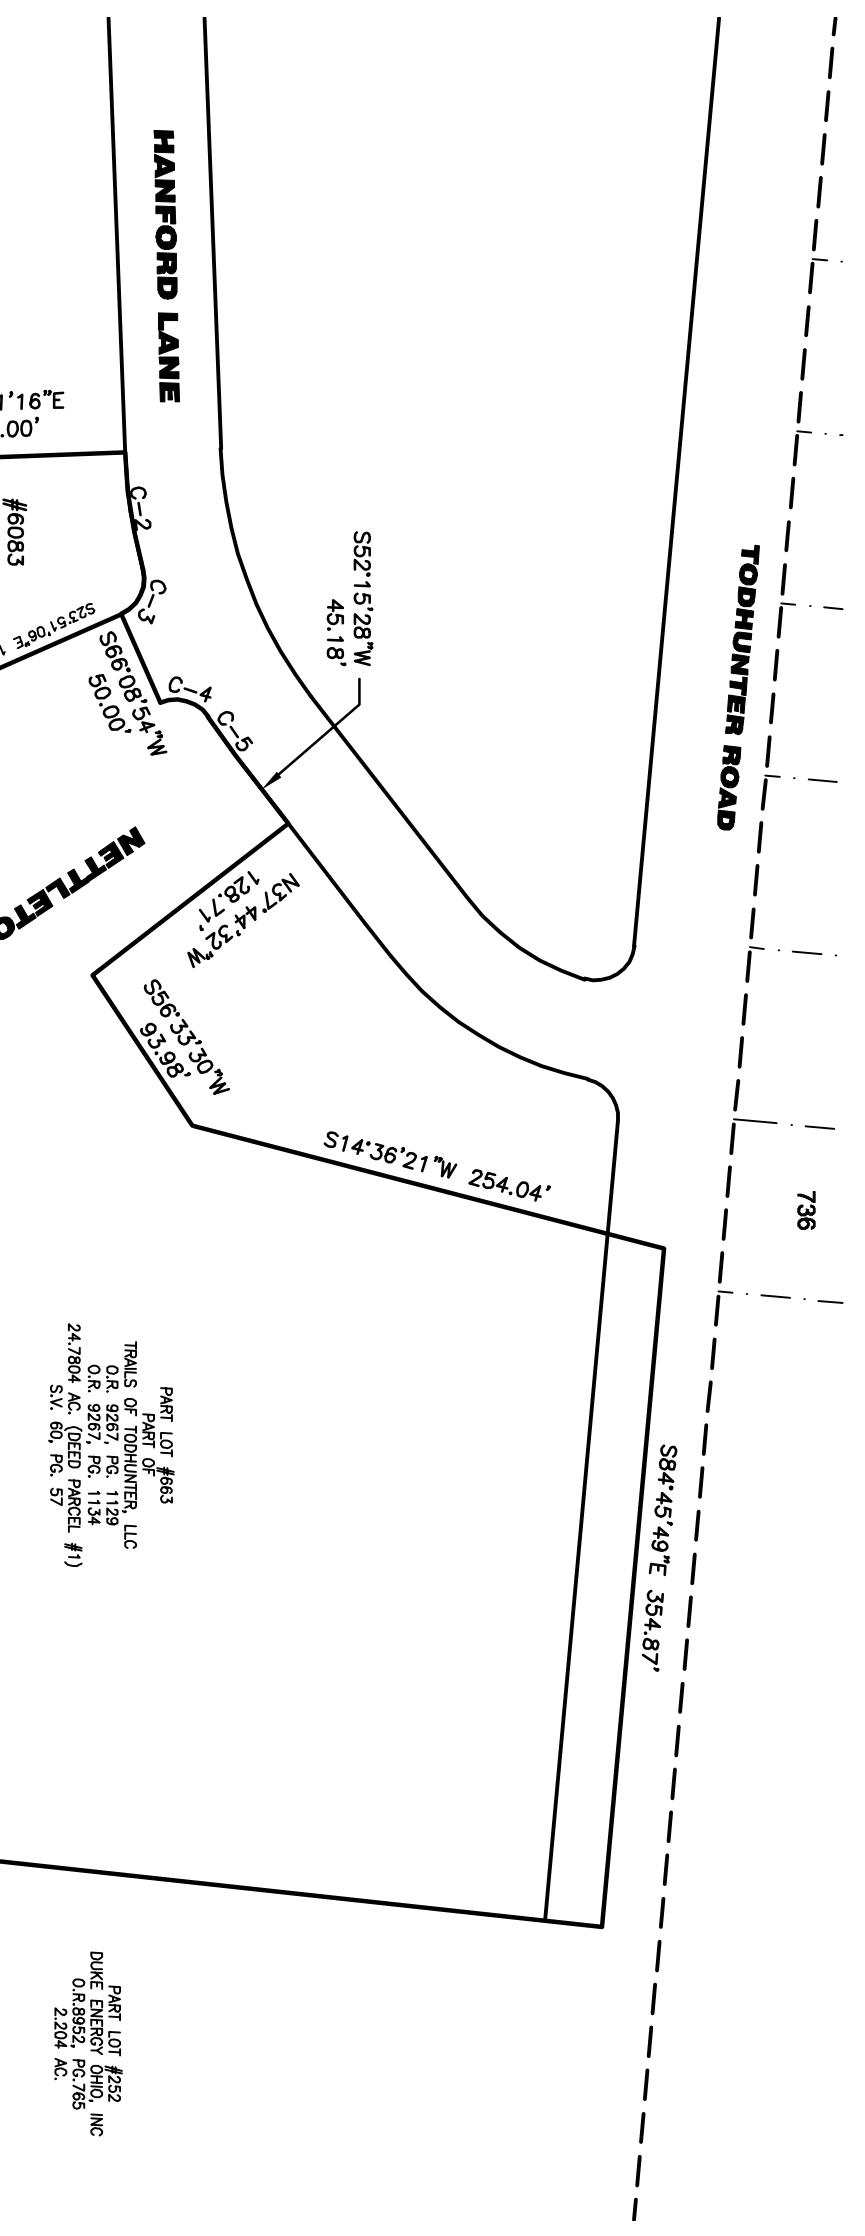 HANFORD LANE
TODHUNTER ROAD
1'16"E
.00'
#6083
C-2
C-3
S23°51'06"E 1
S66°08'54"W
50.00'
C-4
C-5
S52°15'28"W
45.18'
NETTLETO
N37°44'32"W
128.71'
S56°33'30"W
93.98'
S14°36'21"W 254.04'
736
S84°45'49"E 354.87'
PART LOT #663
PART OF
TRAILS OF TODHUNTER, LLC
O.R. 9267, PG. 1129
O.R. 9267, PG. 1134
24.7804 AC. (DEED PARCEL #1)
S.V. 60, PG. 57
PART LOT #252
DUKE ENERGY OHIO, INC
O.R.8952, PG.765
2.204 AC.